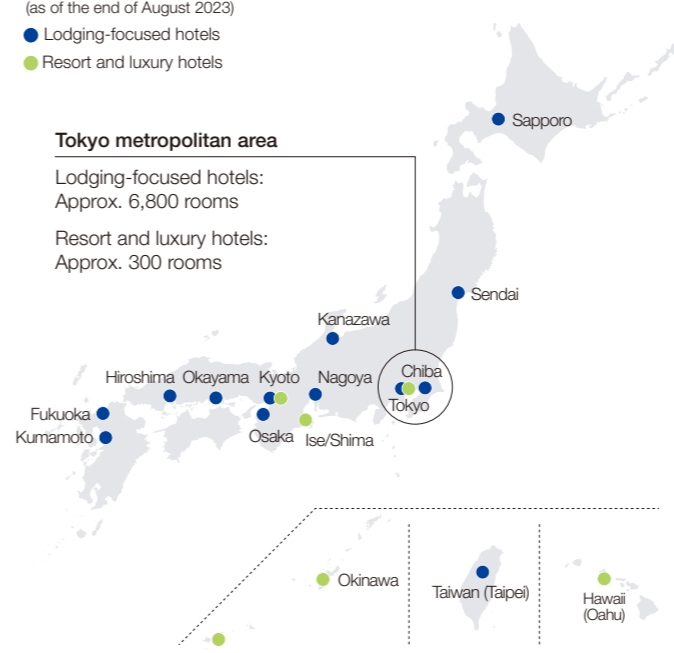 (as of the end of August 2023)
Lodging-focused hotels
Resort and luxury hotels
Sapporo
Tokyo metropolitan area
Lodging-focused hotels:
Approx. 6,800 rooms
Resort and luxury hotels:
Approx. 300 rooms
Sendai
Kanazawa
Hiroshima
Okayama
Kyoto
Nagoya
Chiba
Tokyo
Fukuoka
Kumamoto
Osaka
Ise/Shima
Okinawa
Taiwan (Taipei)
Hawaii
(Oahu)